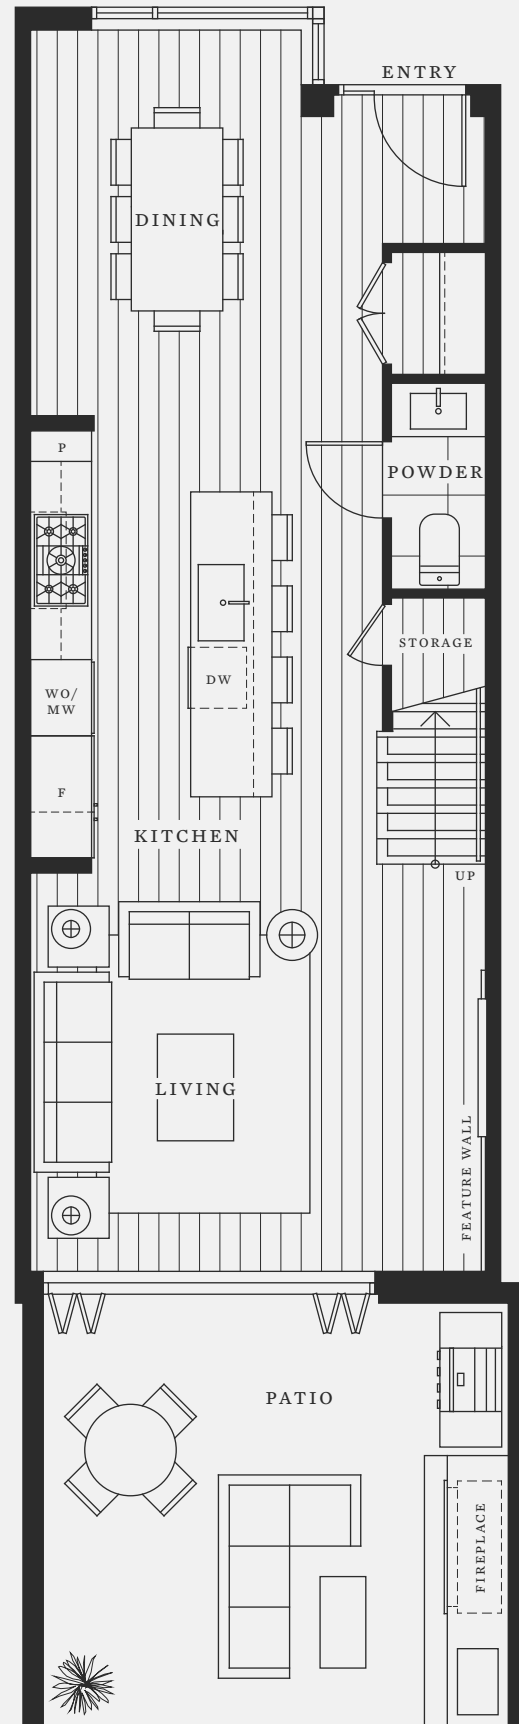 ENTRY
DINING
P
POWDER
STORAGE
WO/
MW
DW
F
KITCHEN
UP
LIVING
FEATURE WALL
PATIO
FIREPLACE